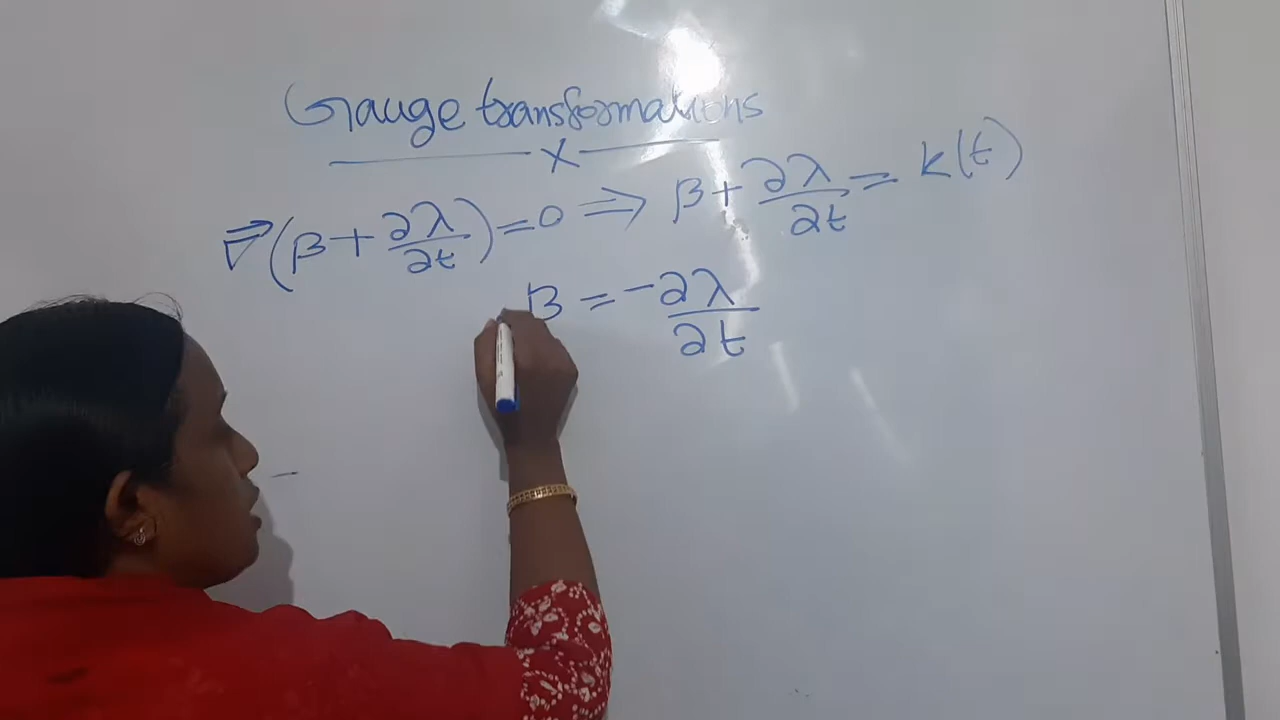 Gauge transformations
∇⃗(β + ∂λ/∂t) = 0 ⇒ β + ∂λ/∂t = k(t)
β = -∂λ/∂t